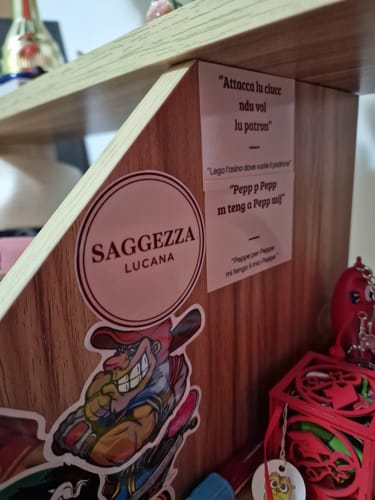 "Attacca lu ciucc
ndu vol
lu patron"
"Lega l'asino dove vuole il padrone"
"Pepp p Pepp
m teng a Pepp mij"
"Peppe per Peppe
mi tengo il mio Peppe"
SAGGEZZA
LUCANA